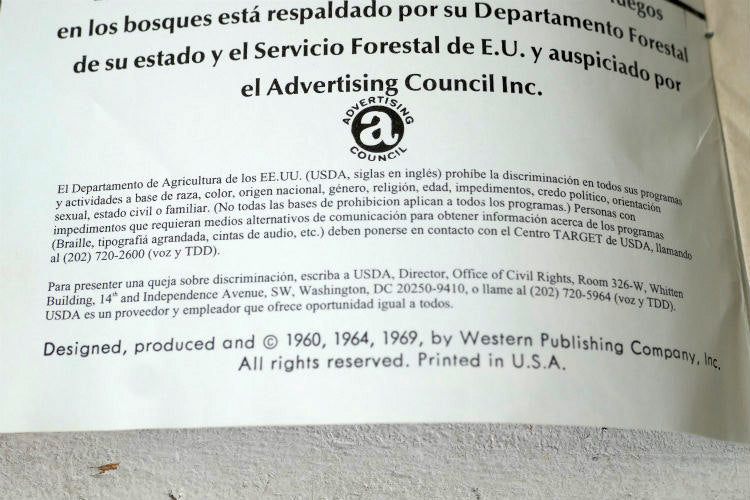 en los bosques está respaldado por su Departamento Forestal
de su estado y el Servicio Forestal de E.U. y auspiciado por
el Advertising Council Inc.
ADVERTISING
a
COUNCIL
El Departamento de Agricultura de los EE.UU. (USDA, siglas en inglés) prohíbe la discriminación en todos sus programas
y actividades a base de raza, color, origen nacional, género, religión, edad, impedimentos, credo político, orientación
sexual, estado civil o familiar. (No todas las bases de prohibicion aplican a todos los programas.) Personas con
impedimentos que requieran medios alternativos de comunicación para obtener información acerca de los programas
(Braille, tipografiá agrandada, cintas de audio, etc.) deben ponerse en contacto con el Centro TARGET de USDA, llamando
al (202) 720-2600 (voz y TDD).
Para presenter una queja sobre discriminación, escriba a USDA, Director, Office of Civil Rights, Room 326-W, Whitten
Building, 14th and Independence Avenue, SW, Washington, DC 20250-9410, o llame al (202) 720-5964 (voz y TDD).
USDA es un proveedor y empleador que ofrece oportunidad igual a todos.
Designed, produced and © 1960, 1964, 1969, by Western Publishing Company, Inc.
All rights reserved. Printed in U.S.A.